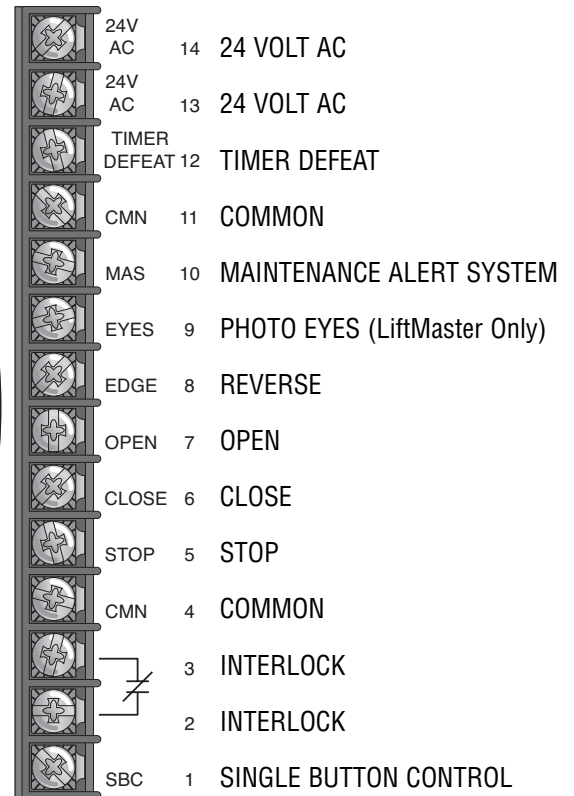 24V
AC 14 24 VOLT AC
24V
AC 13 24 VOLT AC
TIMER
DEFEAT 12 TIMER DEFEAT
CMN 11 COMMON
MAS 10 MAINTENANCE ALERT SYSTEM
EYES 9 PHOTO EYES (LiftMaster Only)
EDGE 8 REVERSE
OPEN 7 OPEN
CLOSE 6 CLOSE
STOP 5 STOP
CMN 4 COMMON
3 INTERLOCK
2 INTERLOCK
SBC 1 SINGLE BUTTON CONTROL